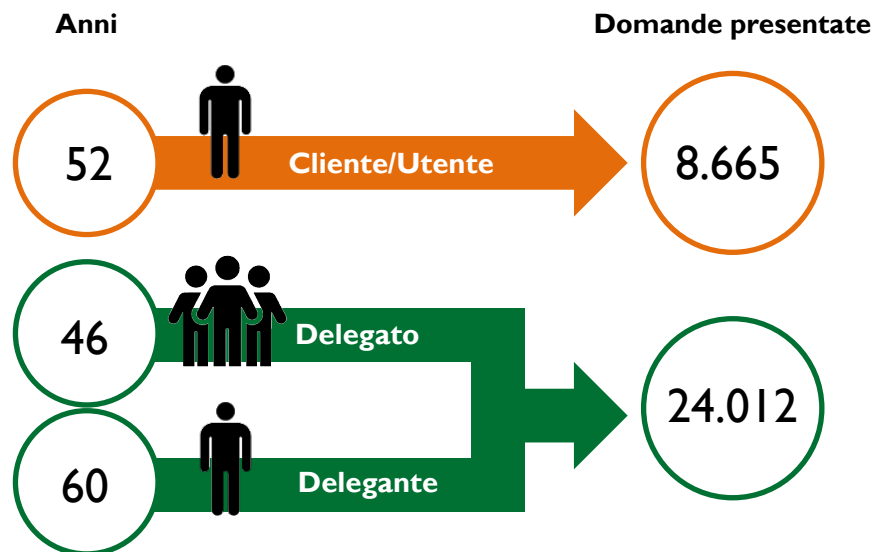 Anni
Domande presentate
52
Cliente/Utente
8.665
46
Delegato
24.012
60
Delegante